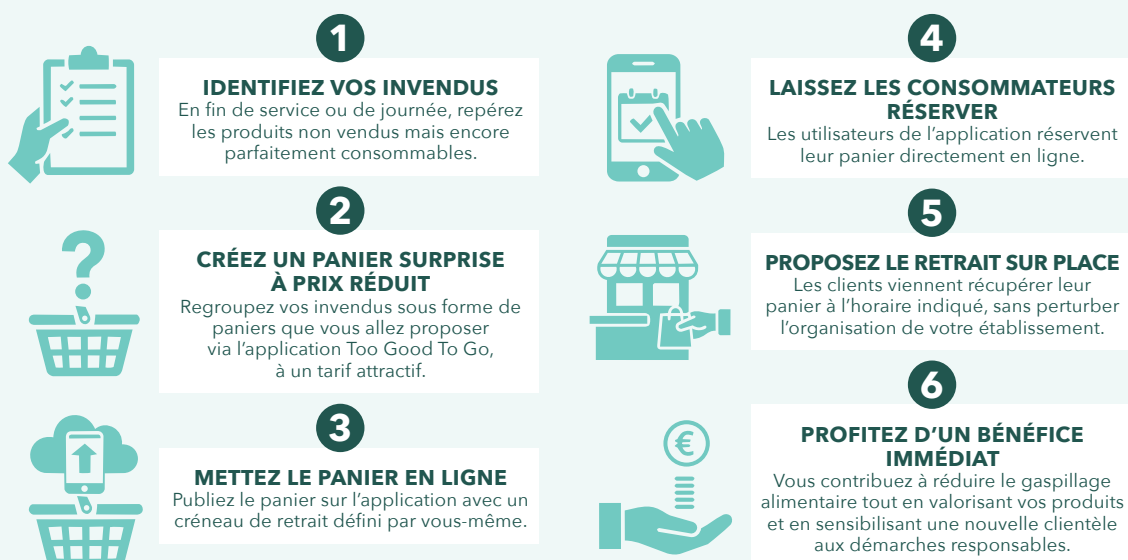 1
IDENTIFIEZ VOS INVENDUS
En fin de service ou de journée, repérez
les produits non vendus mais encore
parfaitement consommables.
2
CRÉEZ UN PANIER SURPRISE
À PRIX RÉDUIT
Regroupez vos invendus sous forme de
paniers que vous allez proposer
via l’application Too Good To Go,
à un tarif attractif.
3
METTEZ LE PANIER EN LIGNE
Publiez le panier sur l’application avec un
créneau de retrait défini par vous-même.
4
LAISSEZ LES CONSOMMATEURS
RÉSERVER
Les utilisateurs de l’application réservent
leur panier directement en ligne.
5
PROPOSEZ LE RETRAIT SUR PLACE
Les clients viennent récupérer leur
panier à l’horaire indiqué, sans perturber
l’organisation de votre établissement.
6
PROFITEZ D’UN BÉNÉFICE
IMMÉDIAT
Vous contribuez à réduire le gaspillage
alimentaire tout en valorisant vos produits
et en sensibilisant une nouvelle clientèle
aux démarches responsables.